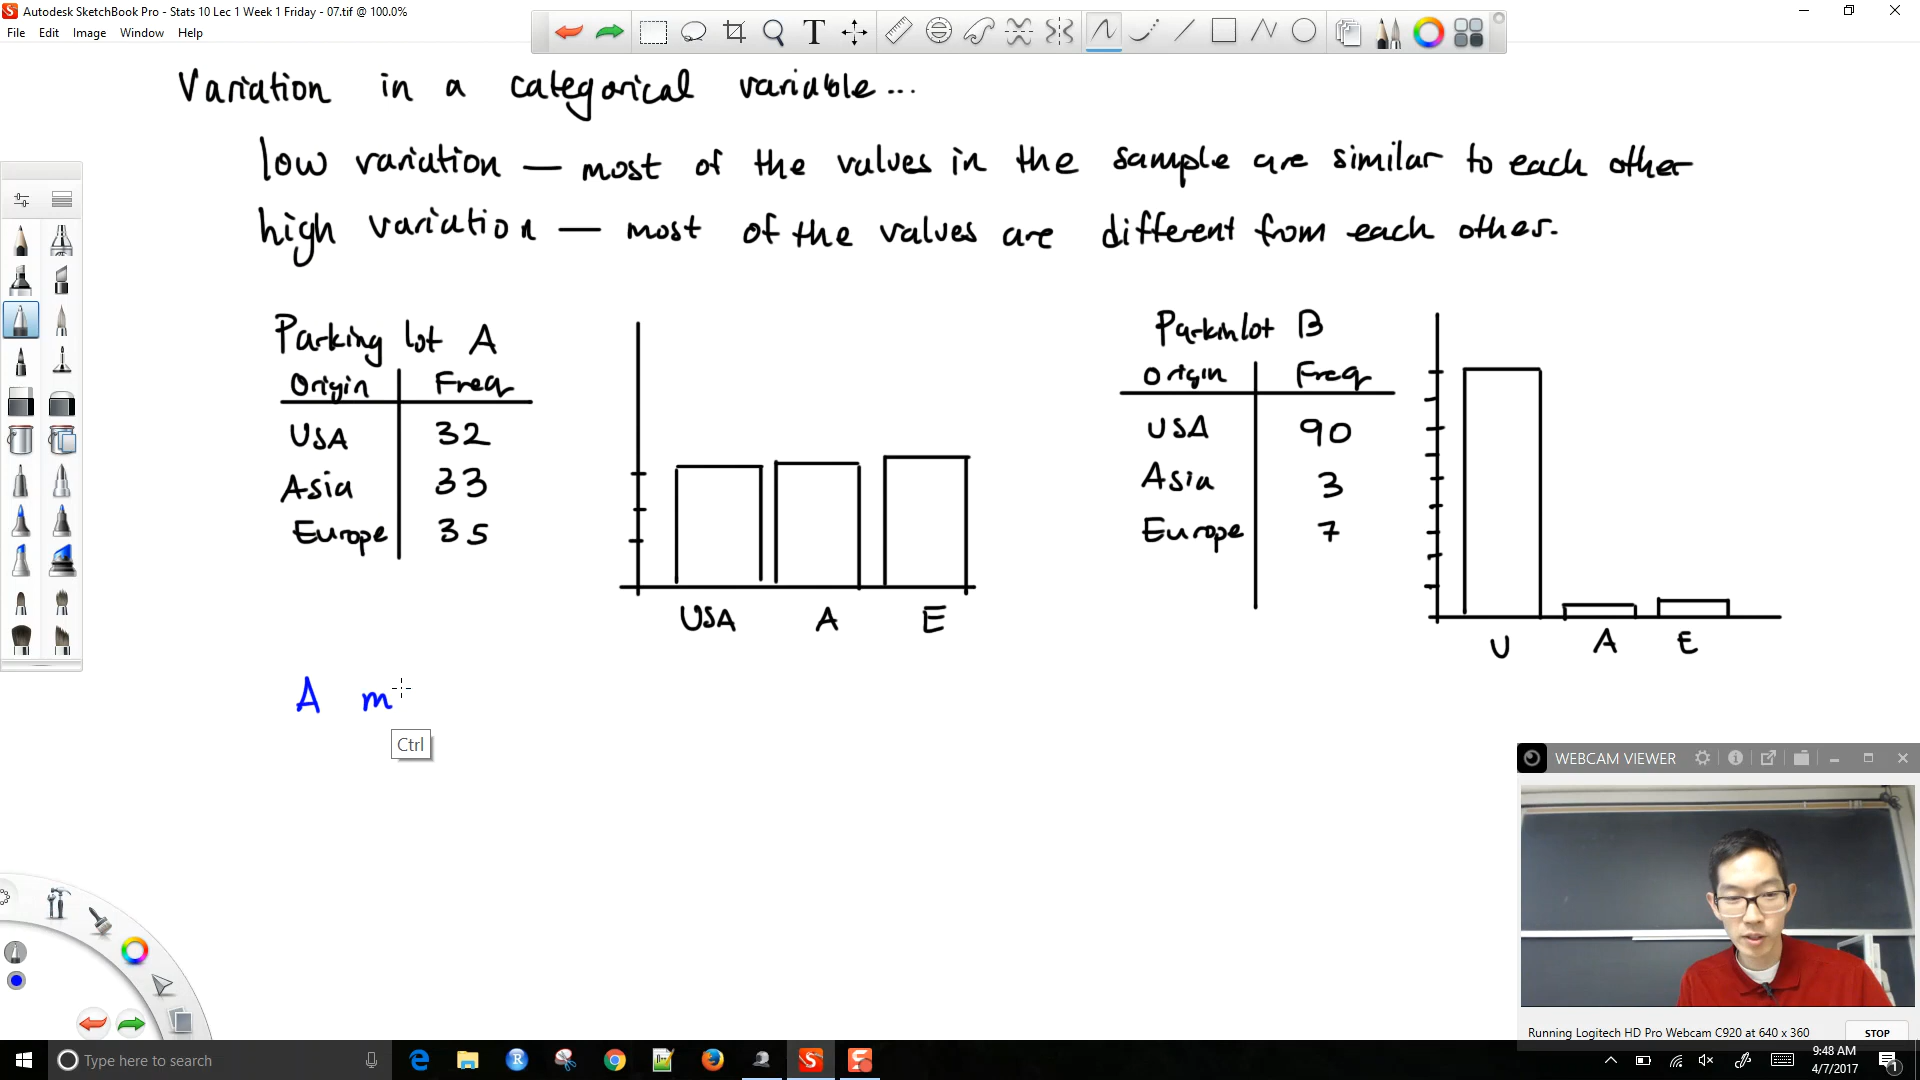 Autodesk SketchBook Pro - Stats 10 Lec 1 Week 1 Friday - 07.tif @ 100.0%
File Edit Image Window Help
Variation in a categorical variable...
low variation — most of the values in the sample are similar to each other
high variation — most of the values are different from each other.
Parking lot A
Origin Freq
USA 32
Asia 33
Europe 35
USA A E
Parkinlot B
Origin Freq
USA 90
Asia 3
Europe 7
U A E
A m
Ctrl
WEBCAM VIEWER
Running Logitech HD Pro Webcam C920 at 640 x 360
STOP
Type here to search
9:48 AM
4/7/2017